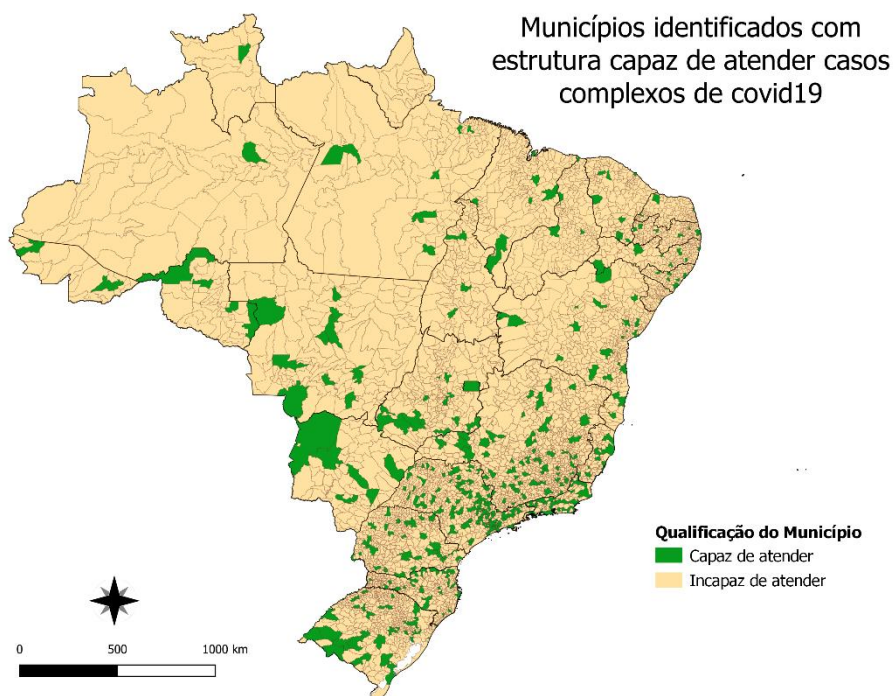 Municípios identificados com
estrutura capaz de atender casos
complexos de covid19
Qualificação do Município
Capaz de atender
Incapaz de atender
0 500 1000 km